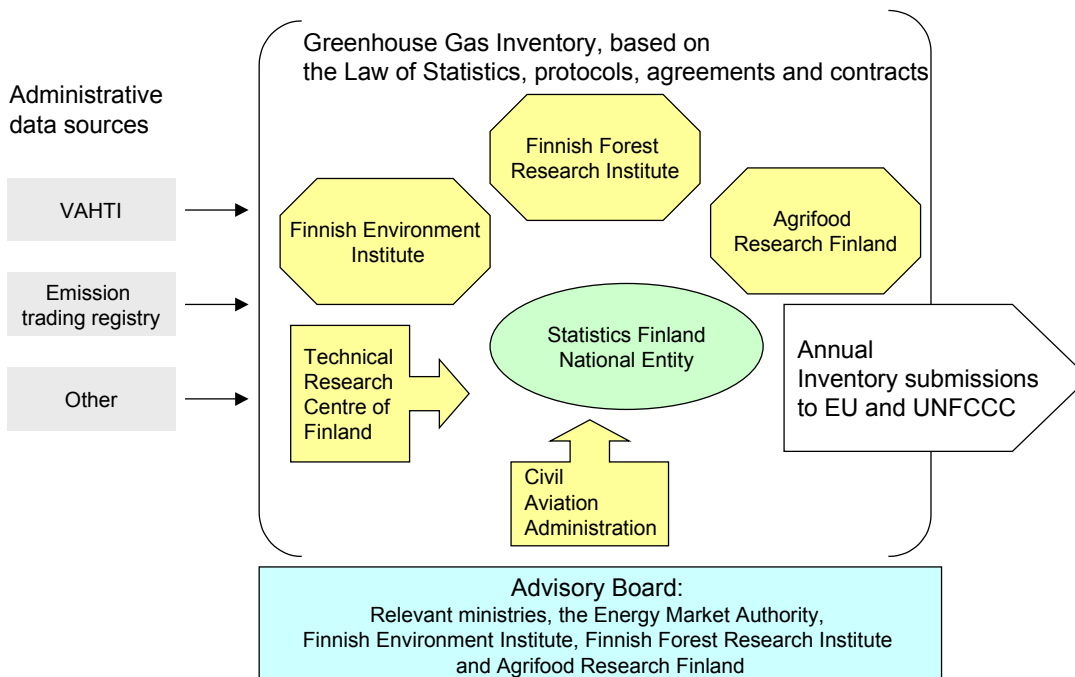 Greenhouse Gas Inventory, based on
the Law of Statistics, protocols, agreements and contracts
Administrative
data sources
VAHTI
Emission
trading registry
Other
Finnish Forest
Research Institute
Finnish Environment
Institute
Agrifood
Research Finland
Statistics Finland
National Entity
Technical
Research
Centre of
Finland
Civil
Aviation
Administration
Annual
Inventory submissions
to EU and UNFCCC
Advisory Board:
Relevant ministries, the Energy Market Authority,
Finnish Environment Institute, Finnish Forest Research Institute
and Agrifood Research Finland